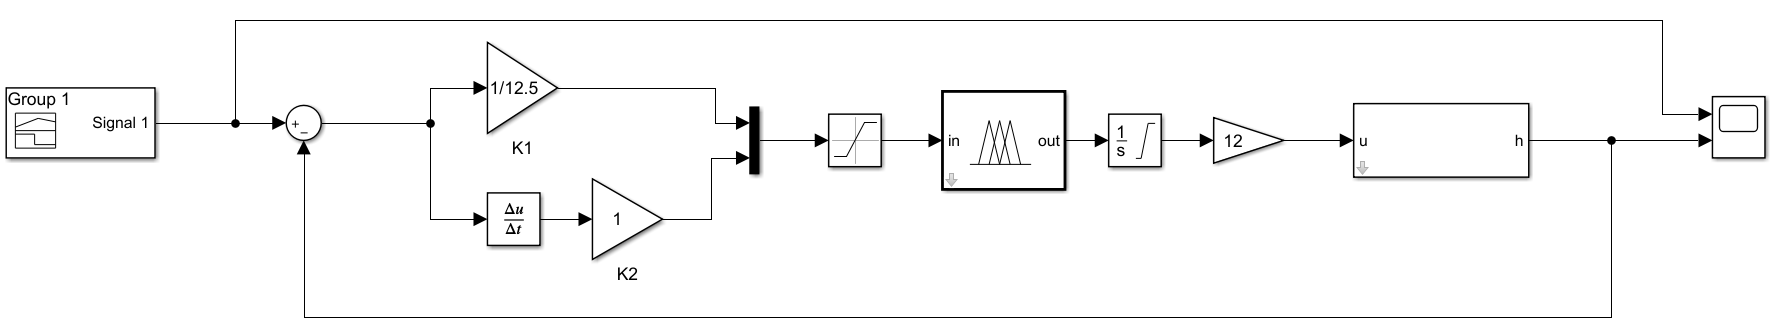 Group 1
Signal 1
+
−
1/12.5
K1
Δu
Δt
1
K2
in
out
1
s
12
u
h